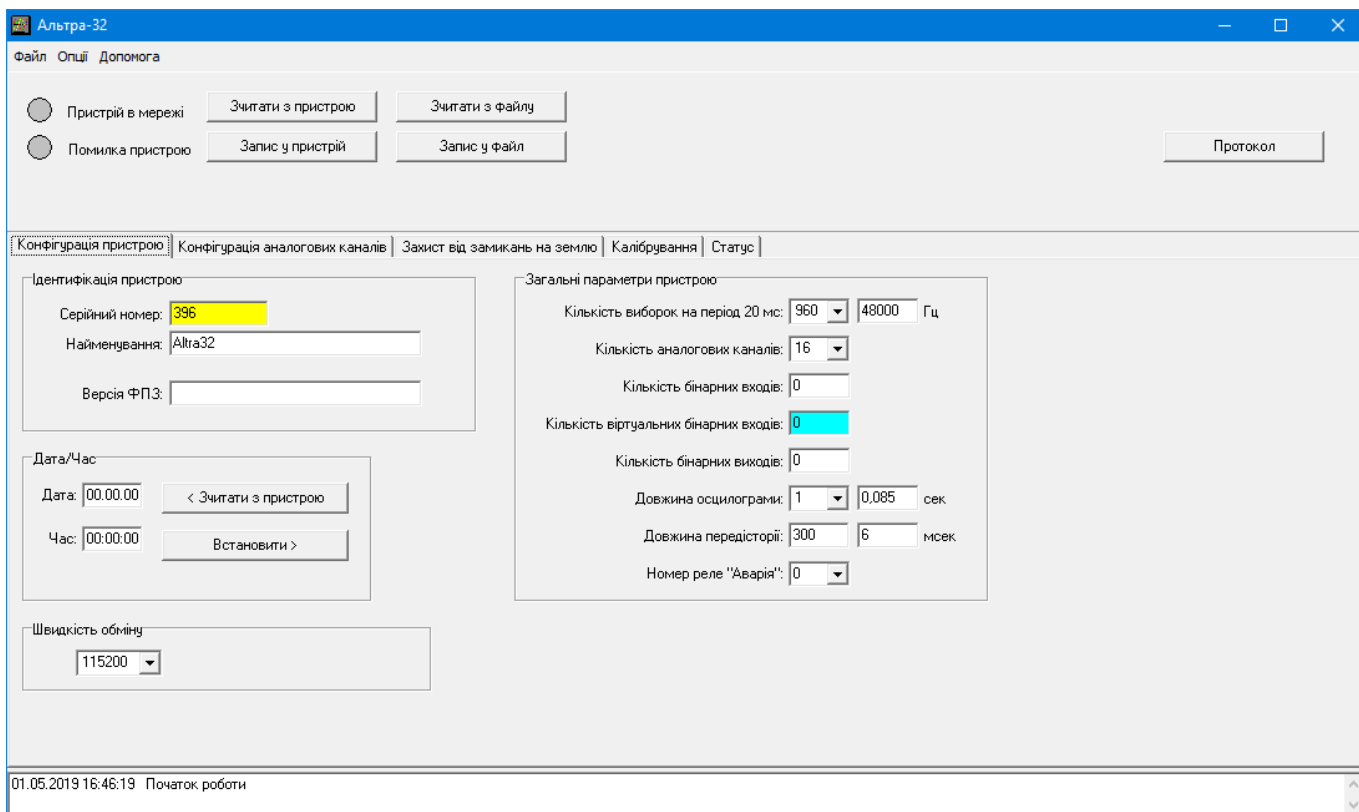 Альтра-32
Файл Опції Допомога
Пристрій в мережі Зчитати з пристрою Зчитати з файлу
Помилка пристрою Запис у пристрій Запис у файл Протокол
Конфігурація пристрою Конфігурація аналогових каналів Захист від замикань на землю Калібрування Статус
Ідентифікація пристрою
Серійний номер: 396
Найменування: Altra32
Версія ФПЗ:
Дата/Час
Дата: 00.00.00 < Зчитати з пристрою
Час: 00:00:00 Встановити >
Швидкість обміну
115200
Загальні параметри пристрою
Кількість виборок на період 20 мс: 960 48000 Гц
Кількість аналогових каналів: 16
Кількість бінарних входів: 0
Кількість віртуальних бінарних входів: 0
Кількість бінарних виходів: 0
Довжина осцилограми: 1 0,085 сек
Довжина передісторії: 300 6 мсек
Номер реле "Аварія": 0
01.05.2019 16:46:19 Початок роботи